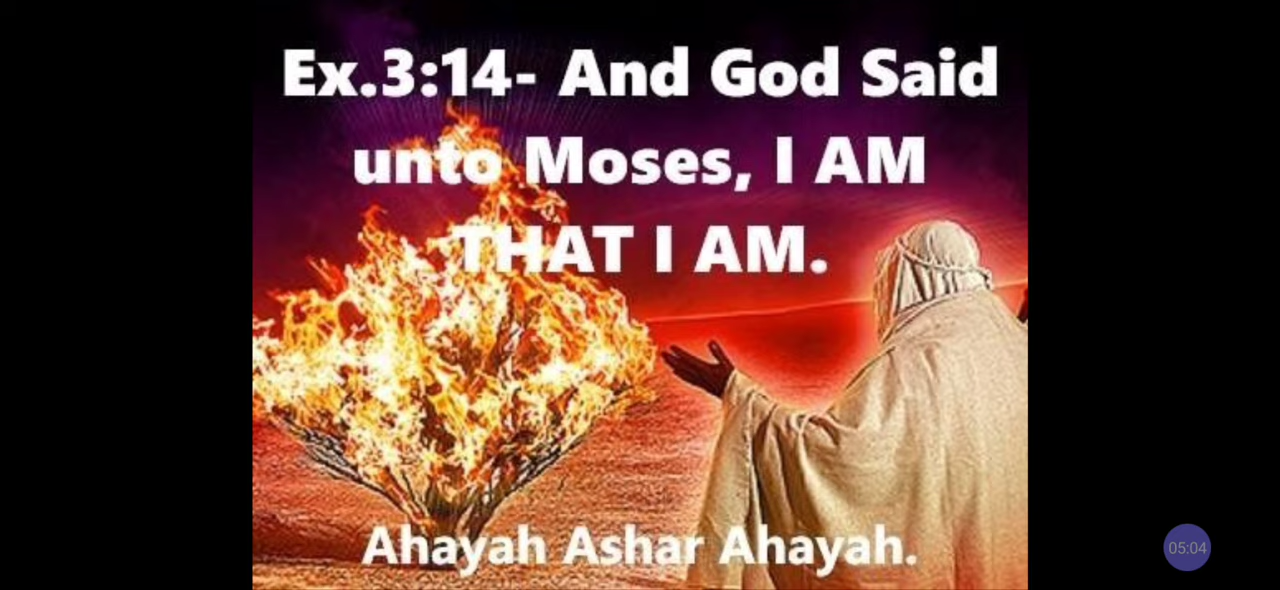 Ex.3:14- And God Said
unto Moses, I AM
THAT I AM.
Ahayah Ashar Ahayah.
05:04